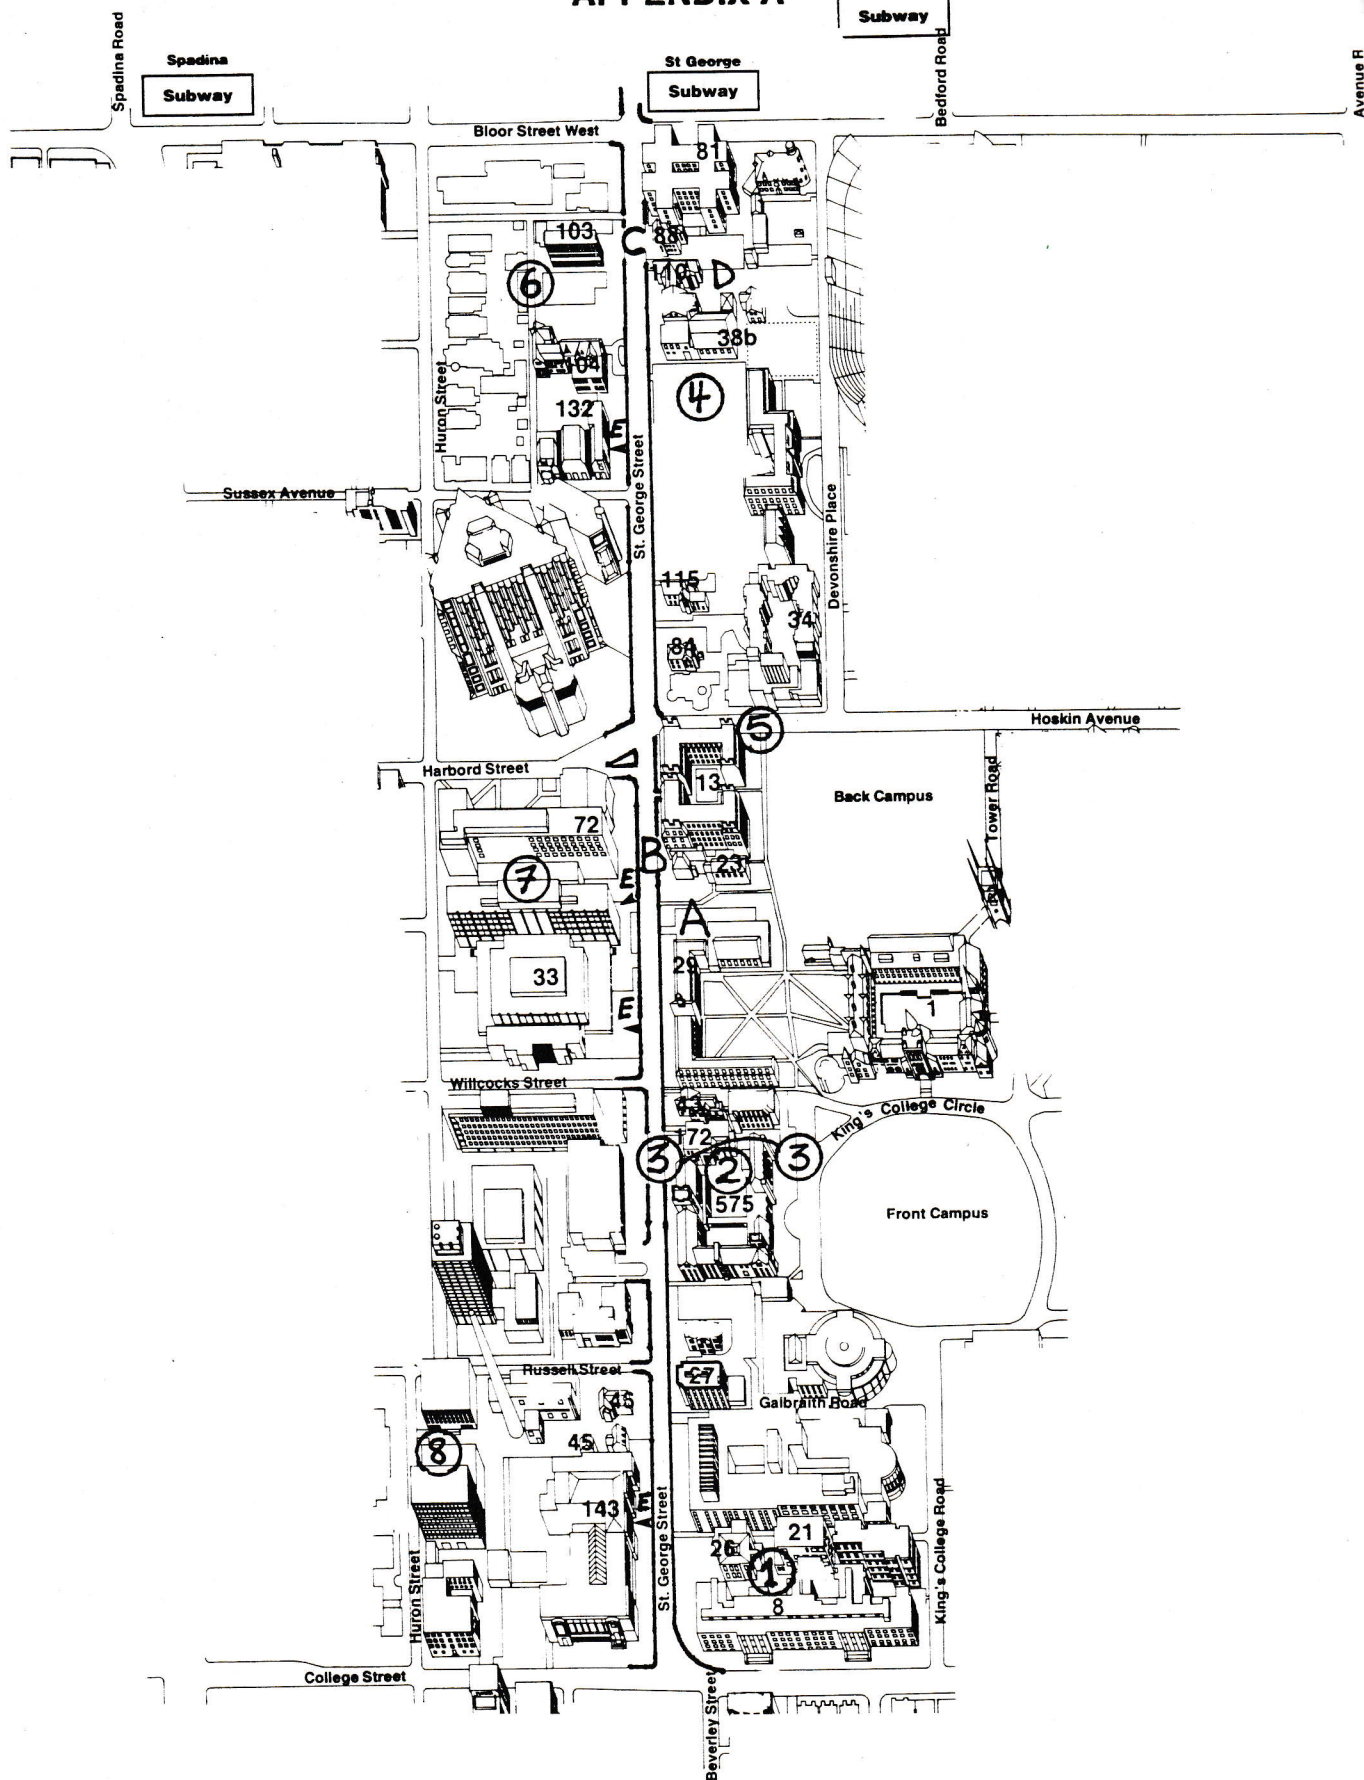 APPENDIX A
Subway
Spadina Road
Spadina
Subway
St George
Subway
Bedford Road
Avenue R
Bloor Street West
81
103
C
88
119
D
6
38b
104
4
Huron Street
132
E
St. George Street
Sussex Avenue
Devonshire Place
115
34
84
5
Hoskin Avenue
Harbord Street
13
Back Campus
Tower Road
72
B
23
7
E
A
29
33
1
E
Willcocks Street
43
King's College Circle
72
3
2
3
575
Front Campus
Russell Street
27
Galbraith Road
45
45
8
143
E
St. George Street
21
26
1
8
King's College Road
Huron Street
College Street
Beverley Street